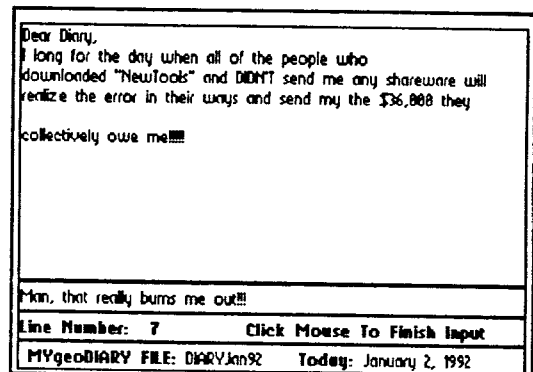 Dear Diary,
I long for the day when all of the people who
downloaded "NewTools" and DIDN'T send me any shareware will
realize the error in their ways and send my the $36,000 they
collectively owe me!!!!!
Man, that really burns me out!!!
Line Number: 7 Click Mouse To Finish Input
MYgeoDIARY FILE: DIARYJan92 Today: January 2, 1992